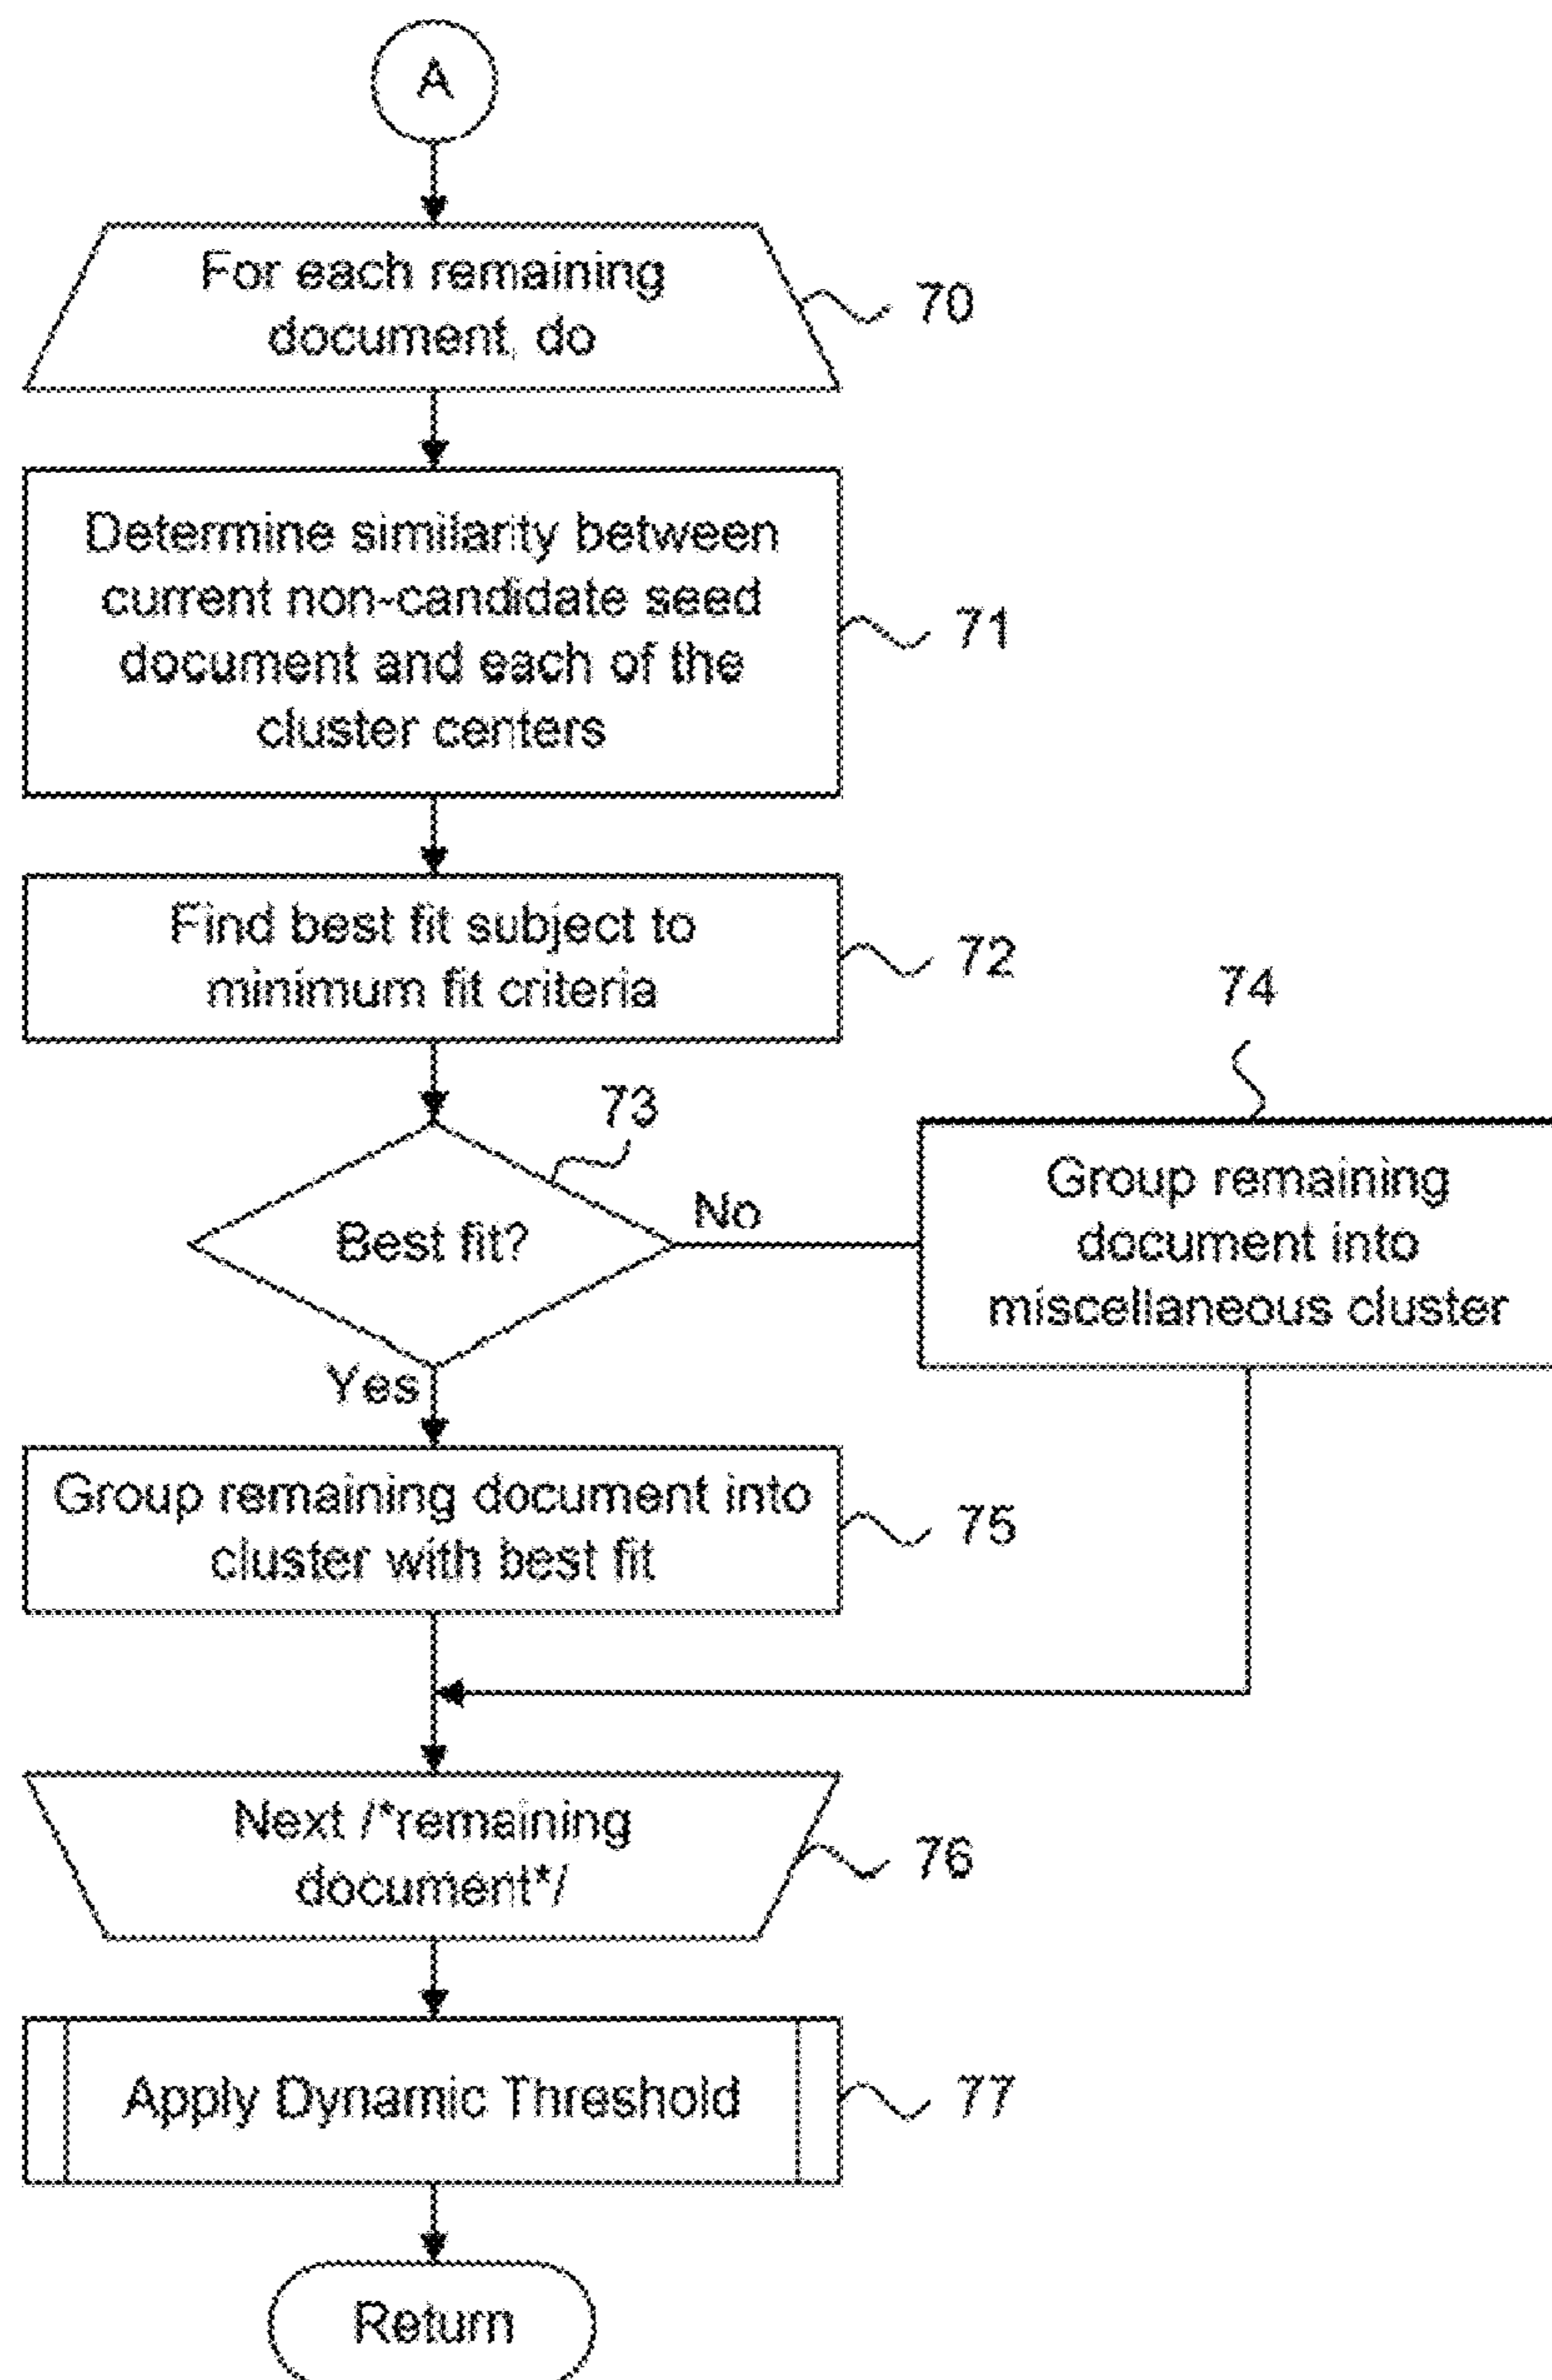 A
For each remaining
document, do
70
Determine similarity between
current non-candidate seed
document and each of the
cluster centers
71
Find best fit subject to
minimum fit criteria
72
73
Best fit?
No
74
Group remaining
document into
miscellaneous cluster
Yes
Group remaining document into
cluster with best fit
75
Next /*remaining
document*/
76
Apply Dynamic Threshold
77
Return